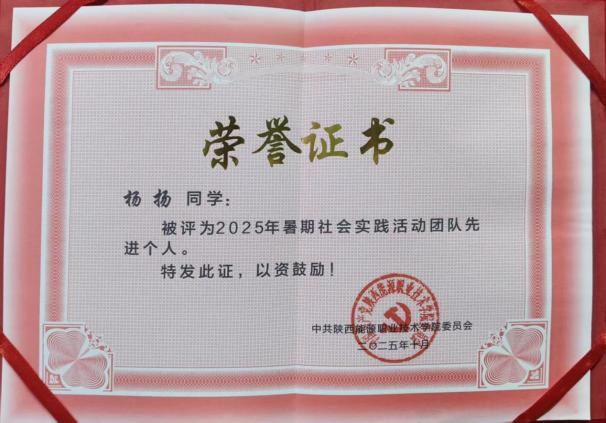 荣誉证书
杨扬 同学：
被评为2025年暑期社会实践活动团队先
进个人。
特发此证，以资鼓励！
中共陕西能源职业技术学院委员会
二〇二五年十月